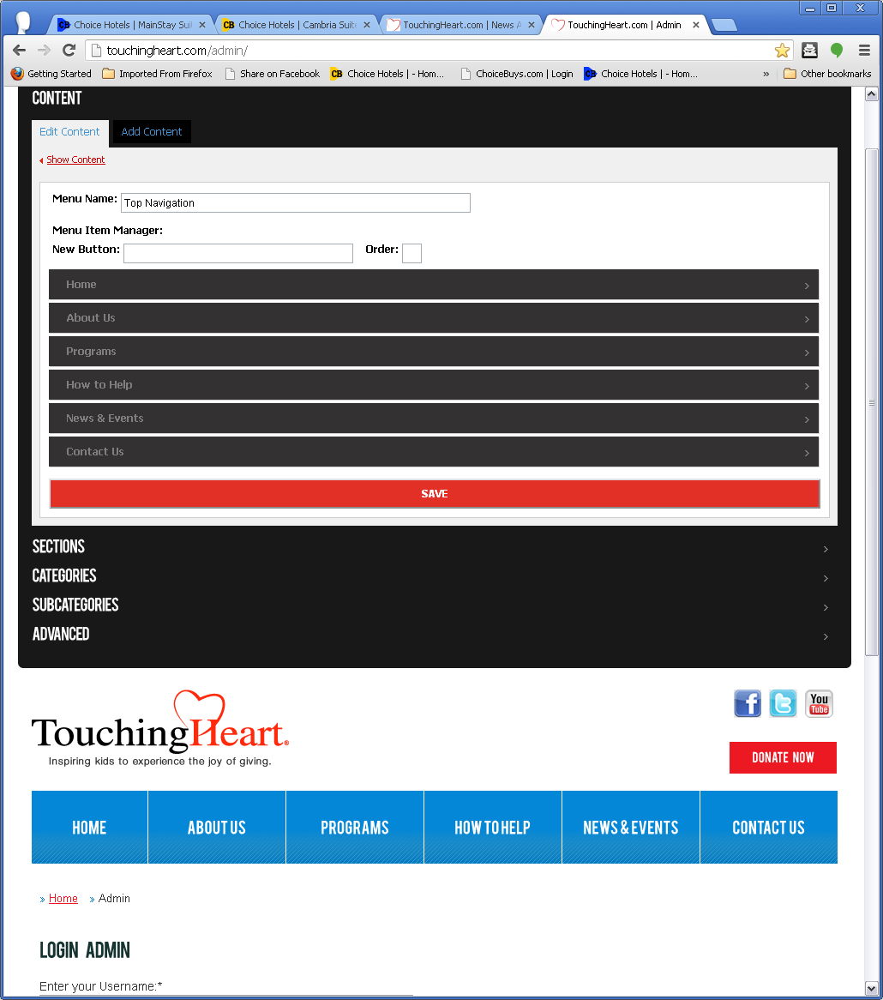 Choice Hotels | MainStay Sui
Choice Hotels | Cambria Suite
TouchingHeart.com | News A
TouchingHeart.com | Admin
touchingheart.com/admin/
Getting Started
Imported From Firefox
Share on Facebook
CB Choice Hotels | - Hom...
ChoiceBuys.com | Login
CB Choice Hotels | - Hom...
»
Other bookmarks
CONTENT
Edit Content
Add Content
Show Content
Menu Name: Top Navigation
Menu Item Manager:
New Button:
Order:
Home
About Us
Programs
How to Help
News & Events
Contact Us
SAVE
SECTIONS
CATEGORIES
SUBCATEGORIES
ADVANCED
TouchingHeart®
Inspiring kids to experience the joy of giving.
f
t
You Tube
DONATE NOW
HOME
ABOUT US
PROGRAMS
HOW TO HELP
NEWS & EVENTS
CONTACT US
» Home » Admin
LOGIN ADMIN
Enter your Username:*